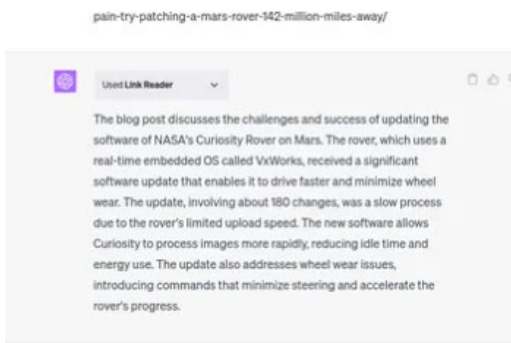 pain-try-patching-a-mars-rover-142-million-miles-away/
Used Link Reader
The blog post discusses the challenges and success of updating the
software of NASA's Curiosity Rover on Mars. The rover, which uses a
real-time embedded OS called VxWorks, received a significant
software update that enables it to drive faster and minimize wheel
wear. The update, involving about 180 changes, was a slow process
due to the rover's limited upload speed. The new software allows
Curiosity to process images more rapidly, reducing idle time and
energy use. The update also addresses wheel wear issues,
introducing commands that minimize steering and accelerate the
rover's progress.